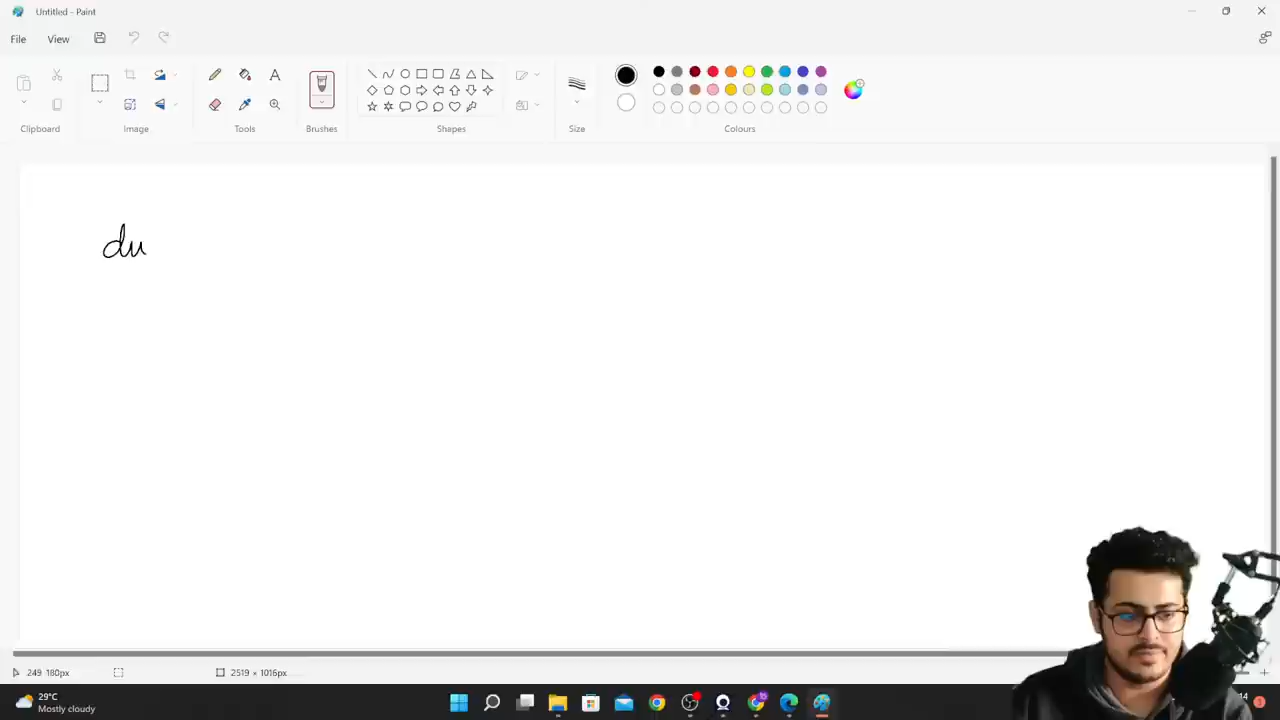 Untitled - Paint
File View
Clipboard Image Tools Brushes Shapes Size Colours
du
249 180px 2519 × 1016px
29°C
Mostly cloudy